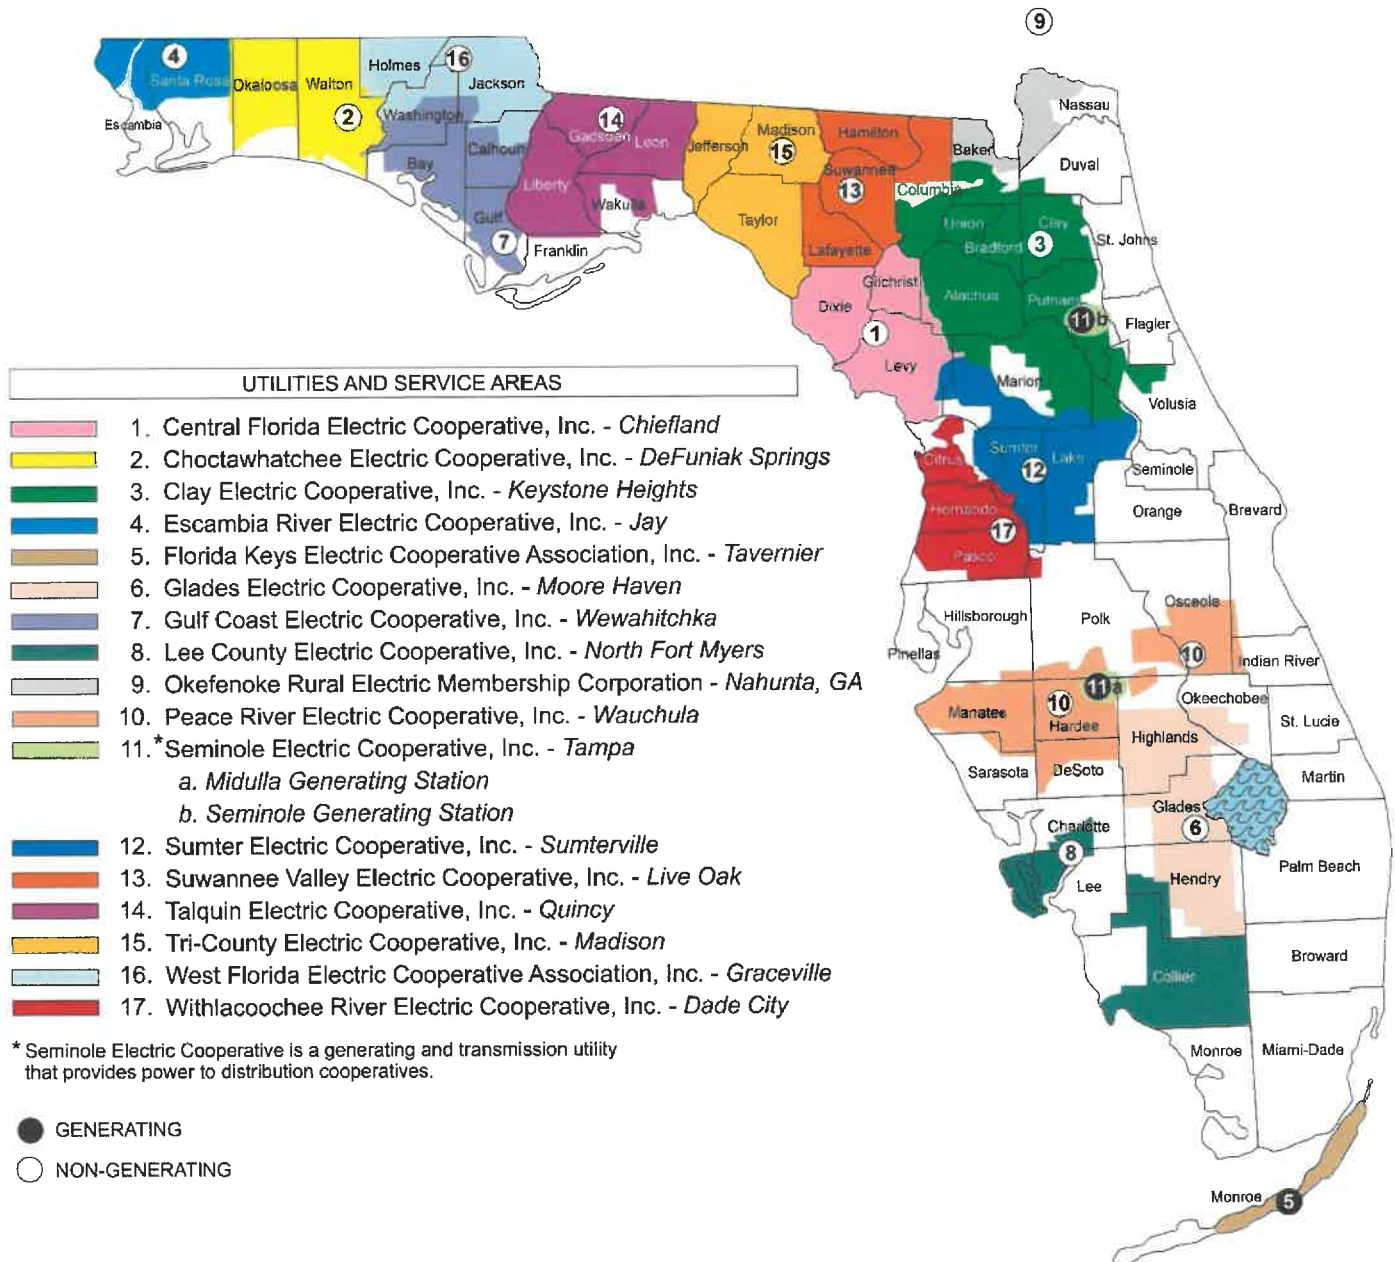 9
4
16
Holmes
Santa Rosa
Okaloosa
Walton
Jackson
Nassau
2
Washington
14
Escambia
Gadsden
Leon
Madison
Hamilton
Jefferson
15
Baker
Duval
Bay
Calhoun
Suwannee
13
Columbia
Liberty
Wakulla
Gulf
Taylor
Union
Clay
7
Franklin
Lafayette
Bradford
3
St. Johns
Gilchrist
Dixie
Alachua
Putnam
11 b
Flagler
1
Levy
Marion
Volusia
UTILITIES AND SERVICE AREAS
1. Central Florida Electric Cooperative, Inc. - Chiefland
2. Choctawhatchee Electric Cooperative, Inc. - DeFuniak Springs
3. Clay Electric Cooperative, Inc. - Keystone Heights
4. Escambia River Electric Cooperative, Inc. - Jay
5. Florida Keys Electric Cooperative Association, Inc. - Tavernier
6. Glades Electric Cooperative, Inc. - Moore Haven
7. Gulf Coast Electric Cooperative, Inc. - Wewahitchka
8. Lee County Electric Cooperative, Inc. - North Fort Myers
9. Okefenoke Rural Electric Membership Corporation - Nahunta, GA
10. Peace River Electric Cooperative, Inc. - Wauchula
11.*Seminole Electric Cooperative, Inc. - Tampa
a. Midulla Generating Station
b. Seminole Generating Station
12. Sumter Electric Cooperative, Inc. - Sumterville
13. Suwannee Valley Electric Cooperative, Inc. - Live Oak
14. Talquin Electric Cooperative, Inc. - Quincy
15. Tri-County Electric Cooperative, Inc. - Madison
16. West Florida Electric Cooperative Association, Inc. - Graceville
17. Withlacoochee River Electric Cooperative, Inc. - Dade City
* Seminole Electric Cooperative is a generating and transmission utility
that provides power to distribution cooperatives.
GENERATING
NON-GENERATING
Citrus
Sumter
Lake
12
Seminole
Hernando
17
Orange
Brevard
Pasco
Hillsborough
Polk
Osceola
Pinellas
10
Indian River
11 a
Okeechobee
Manatee
10
Hardee
Highlands
St. Lucie
Sarasota
DeSoto
Martin
Glades
Charlotte
6
8
Lee
Hendry
Palm Beach
Collier
Broward
Monroe
Miami-Dade
Monroe
5